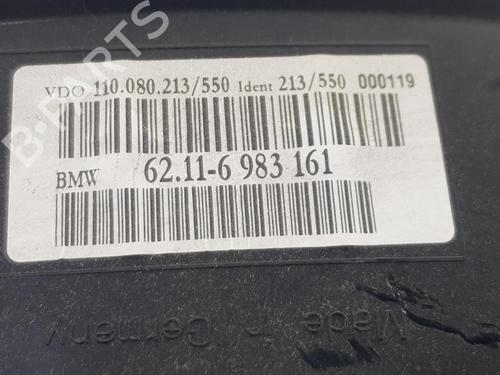 VDO 110.080.213/550 Ident 213/550 000119
BMW 62.11-6 983 161
Made in Germany
B-PARTS